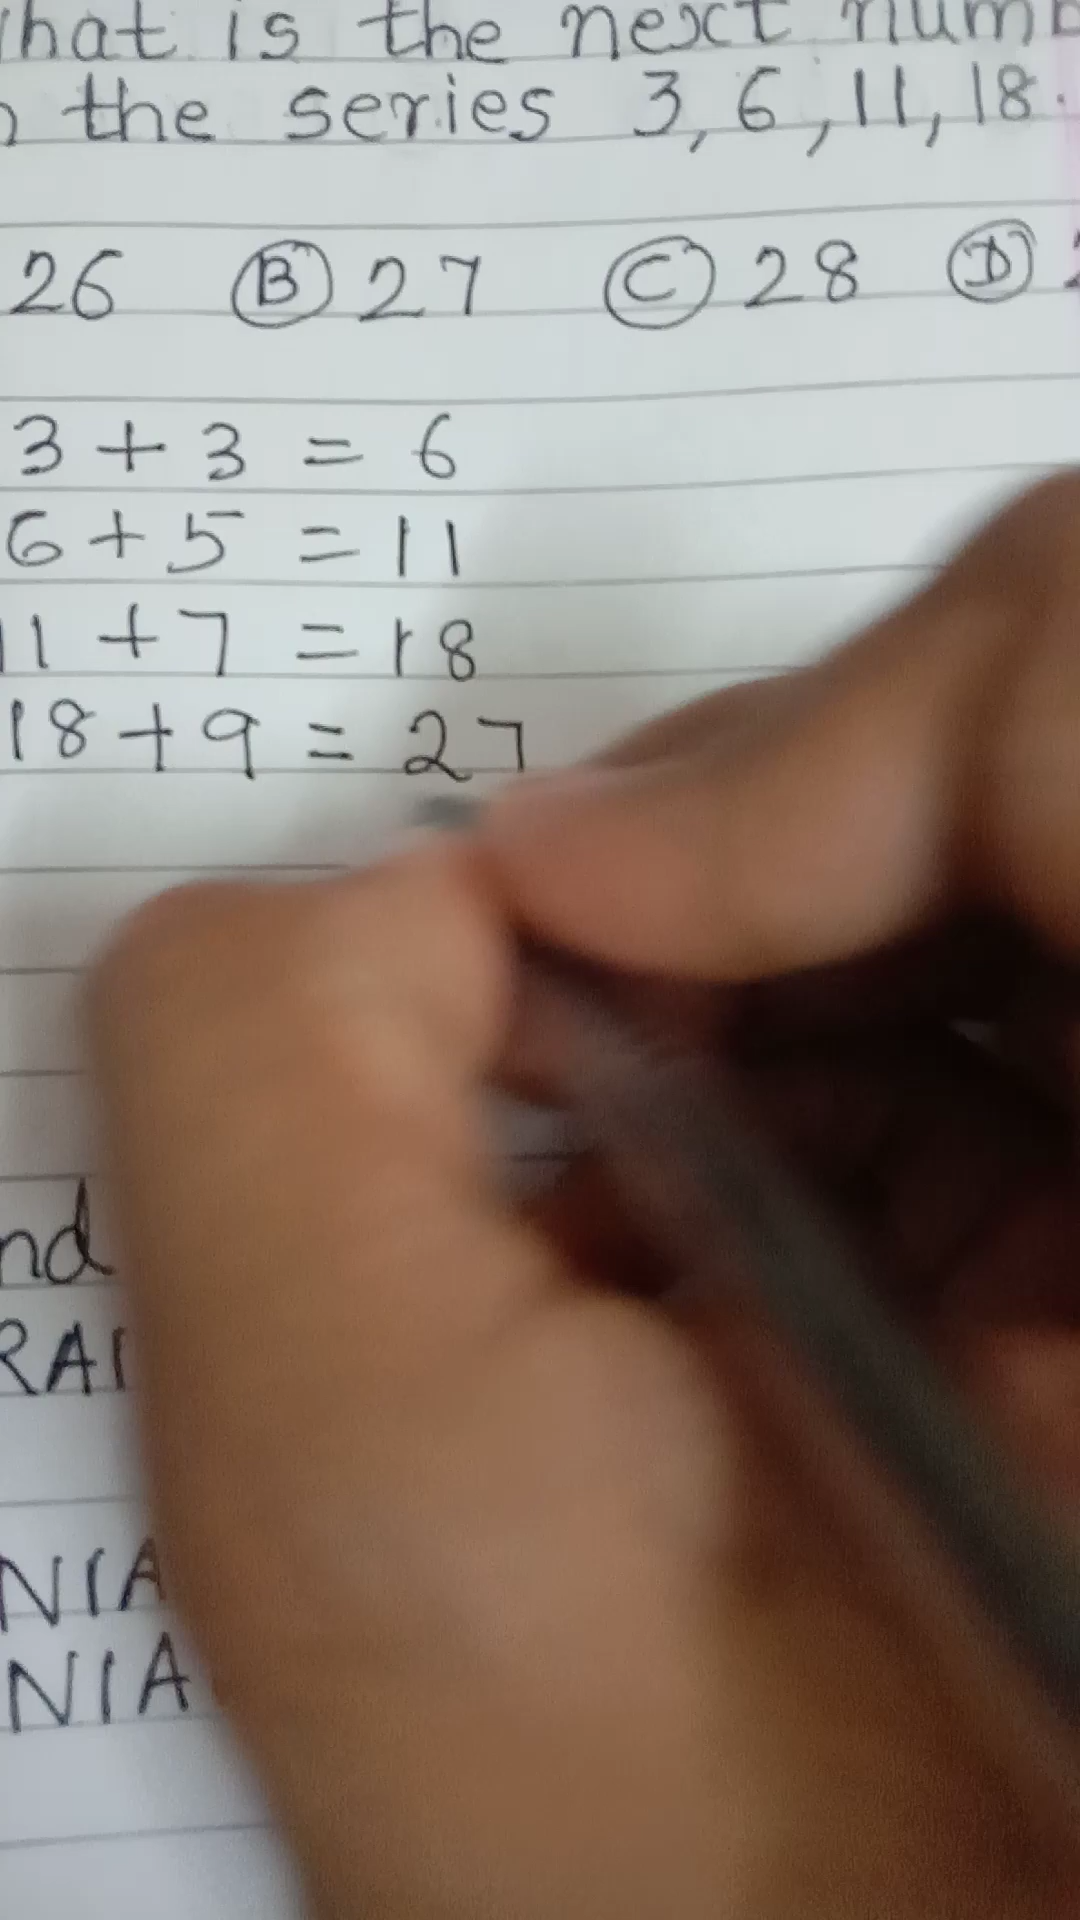 hat is the next num
the series 3, 6, 11, 18.
26 B 27 C 28 D
3 + 3 = 6
6 + 5 = 11
11 + 7 = 18
18 + 9 = 27
nd
RAI
NIA
NIA